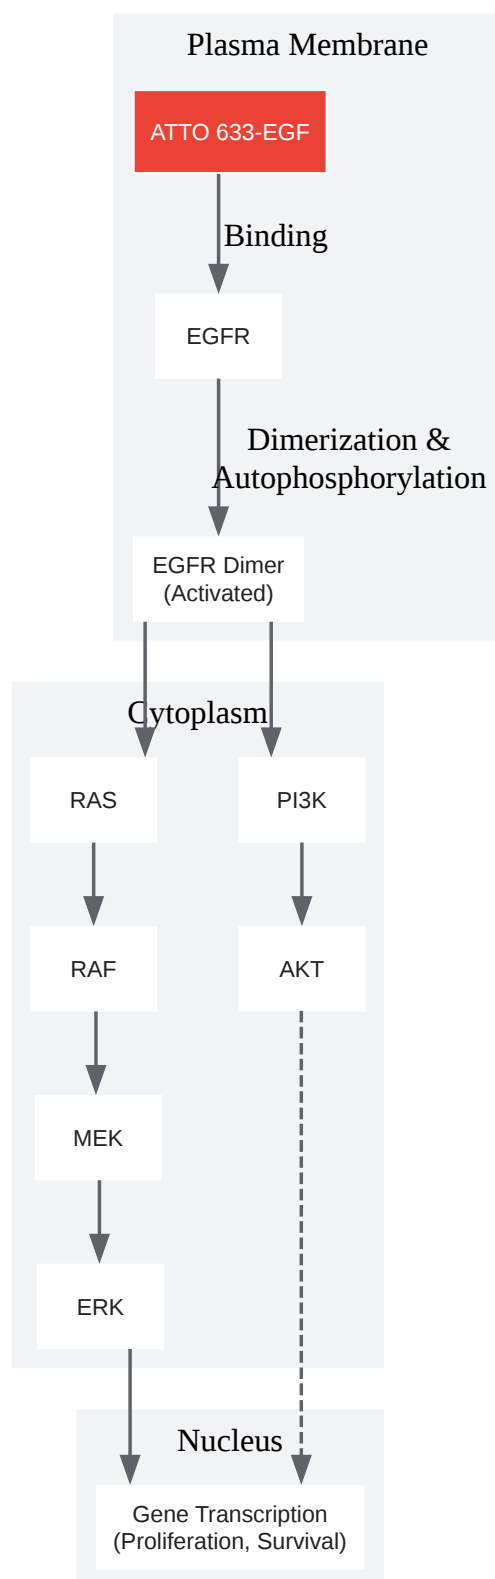 Plasma Membrane
ATTO 633-EGF
Binding
EGFR
Dimerization &
Autophosphorylation
EGFR Dimer
(Activated)
Cytoplasm
RAS
PI3K
RAF
AKT
MEK
ERK
Nucleus
Gene Transcription
(Proliferation, Survival)